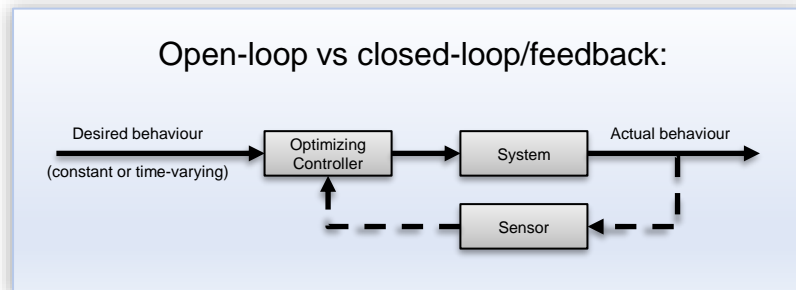 Open-loop vs closed-loop/feedback:
Desired behaviour
(constant or time-varying)
Optimizing
Controller
System
Actual behaviour
Sensor